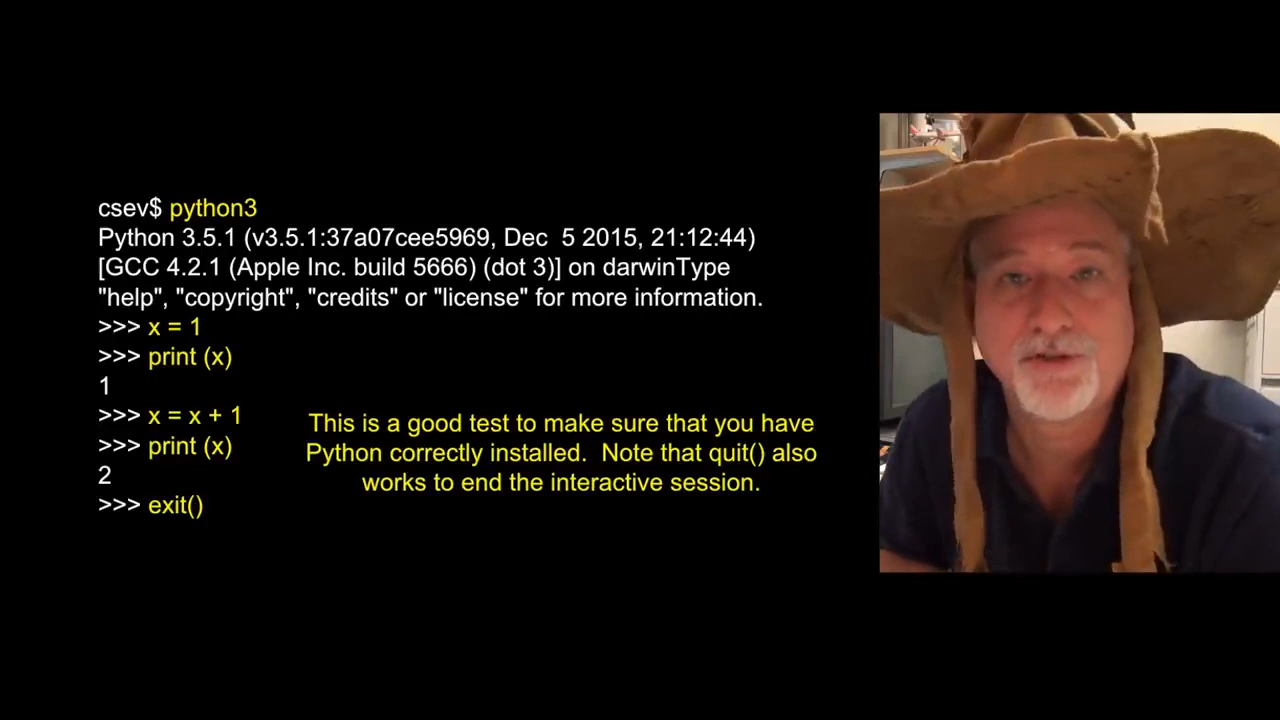 csev$ python3
Python 3.5.1 (v3.5.1:37a07cee5969, Dec  5 2015, 21:12:44)
[GCC 4.2.1 (Apple Inc. build 5666) (dot 3)] on darwinType
"help", "copyright", "credits" or "license" for more information.
>>> x = 1
>>> print (x)
1
>>> x = x + 1
>>> print (x)
2
>>> exit()
This is a good test to make sure that you have
Python correctly installed.  Note that quit() also
works to end the interactive session.